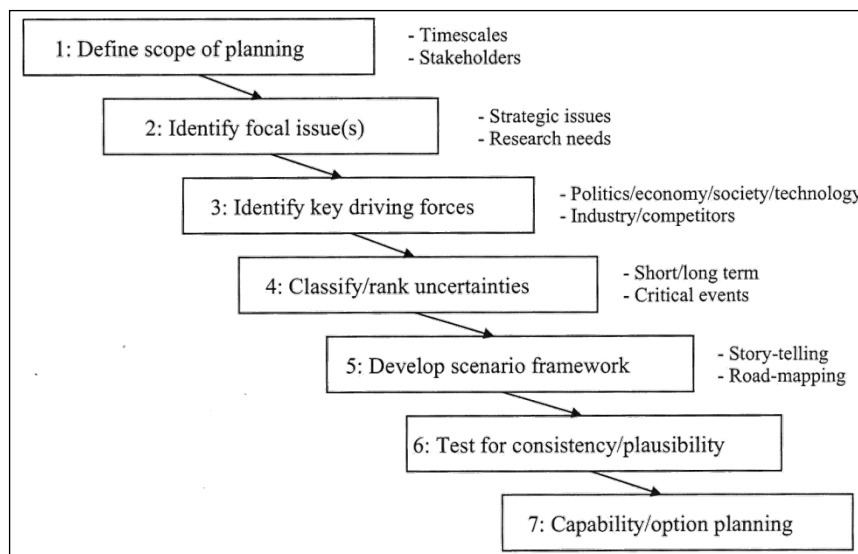 1: Define scope of planning
- Timescales
- Stakeholders
2: Identify focal issue(s)
- Strategic issues
- Research needs
3: Identify key driving forces
- Politics/economy/society/technology
- Industry/competitors
4: Classify/rank uncertainties
- Short/long term
- Critical events
5: Develop scenario framework
- Story-telling
- Road-mapping
6: Test for consistency/plausibility
7: Capability/option planning